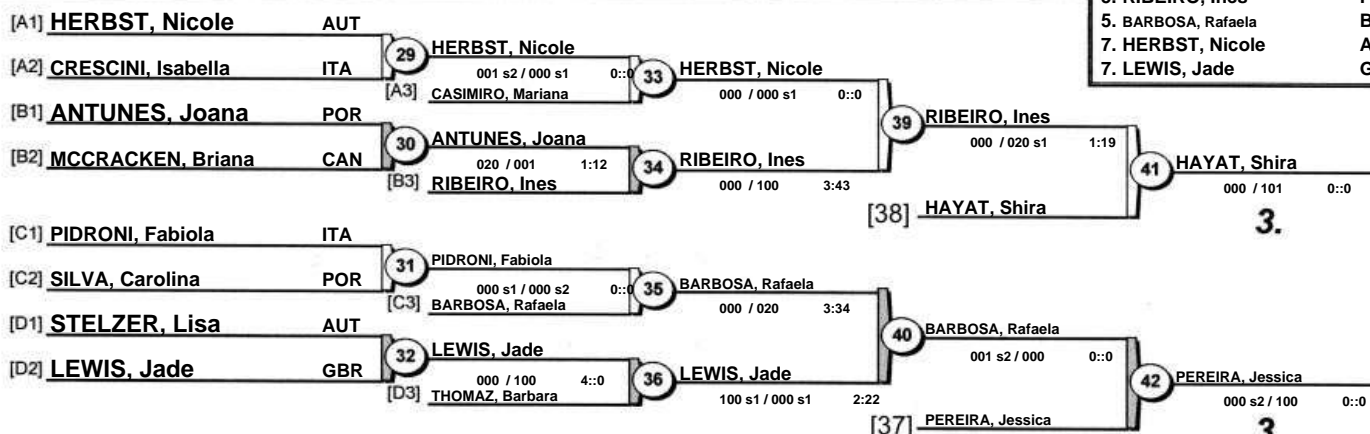 5. BARBOSA, Rafaela
7. HERBST, Nicole
7. LEWIS, Jade
[A1] HERBST, Nicole AUT
[A2] CRESCINI, Isabella ITA
29 HERBST, Nicole
001 s2 / 000 s1 0::0
[A3] CASIMIRO, Mariana
33 HERBST, Nicole
000 / 000 s1 0::0
[B1] ANTUNES, Joana POR
[B2] MCCRACKEN, Briana CAN
30 ANTUNES, Joana
020 / 001 1:12
[B3] RIBEIRO, Ines
34 RIBEIRO, Ines
000 / 100 3:43
39 RIBEIRO, Ines
000 / 020 s1 1:19
[38] HAYAT, Shira
41 HAYAT, Shira
000 / 101 0::0
3.
[C1] PIDRONI, Fabiola ITA
[C2] SILVA, Carolina POR
31 PIDRONI, Fabiola
000 s1 / 000 s2 0::0
[C3] BARBOSA, Rafaela
35 BARBOSA, Rafaela
000 / 020 3:34
[D1] STELZER, Lisa AUT
[D2] LEWIS, Jade GBR
32 LEWIS, Jade
000 / 100 4::0
[D3] THOMAZ, Barbara
36 LEWIS, Jade
100 s1 / 000 s1 2:22
40 BARBOSA, Rafaela
001 s2 / 000 0::0
[37] PEREIRA, Jessica
42 PEREIRA, Jessica
000 s2 / 100 0::0